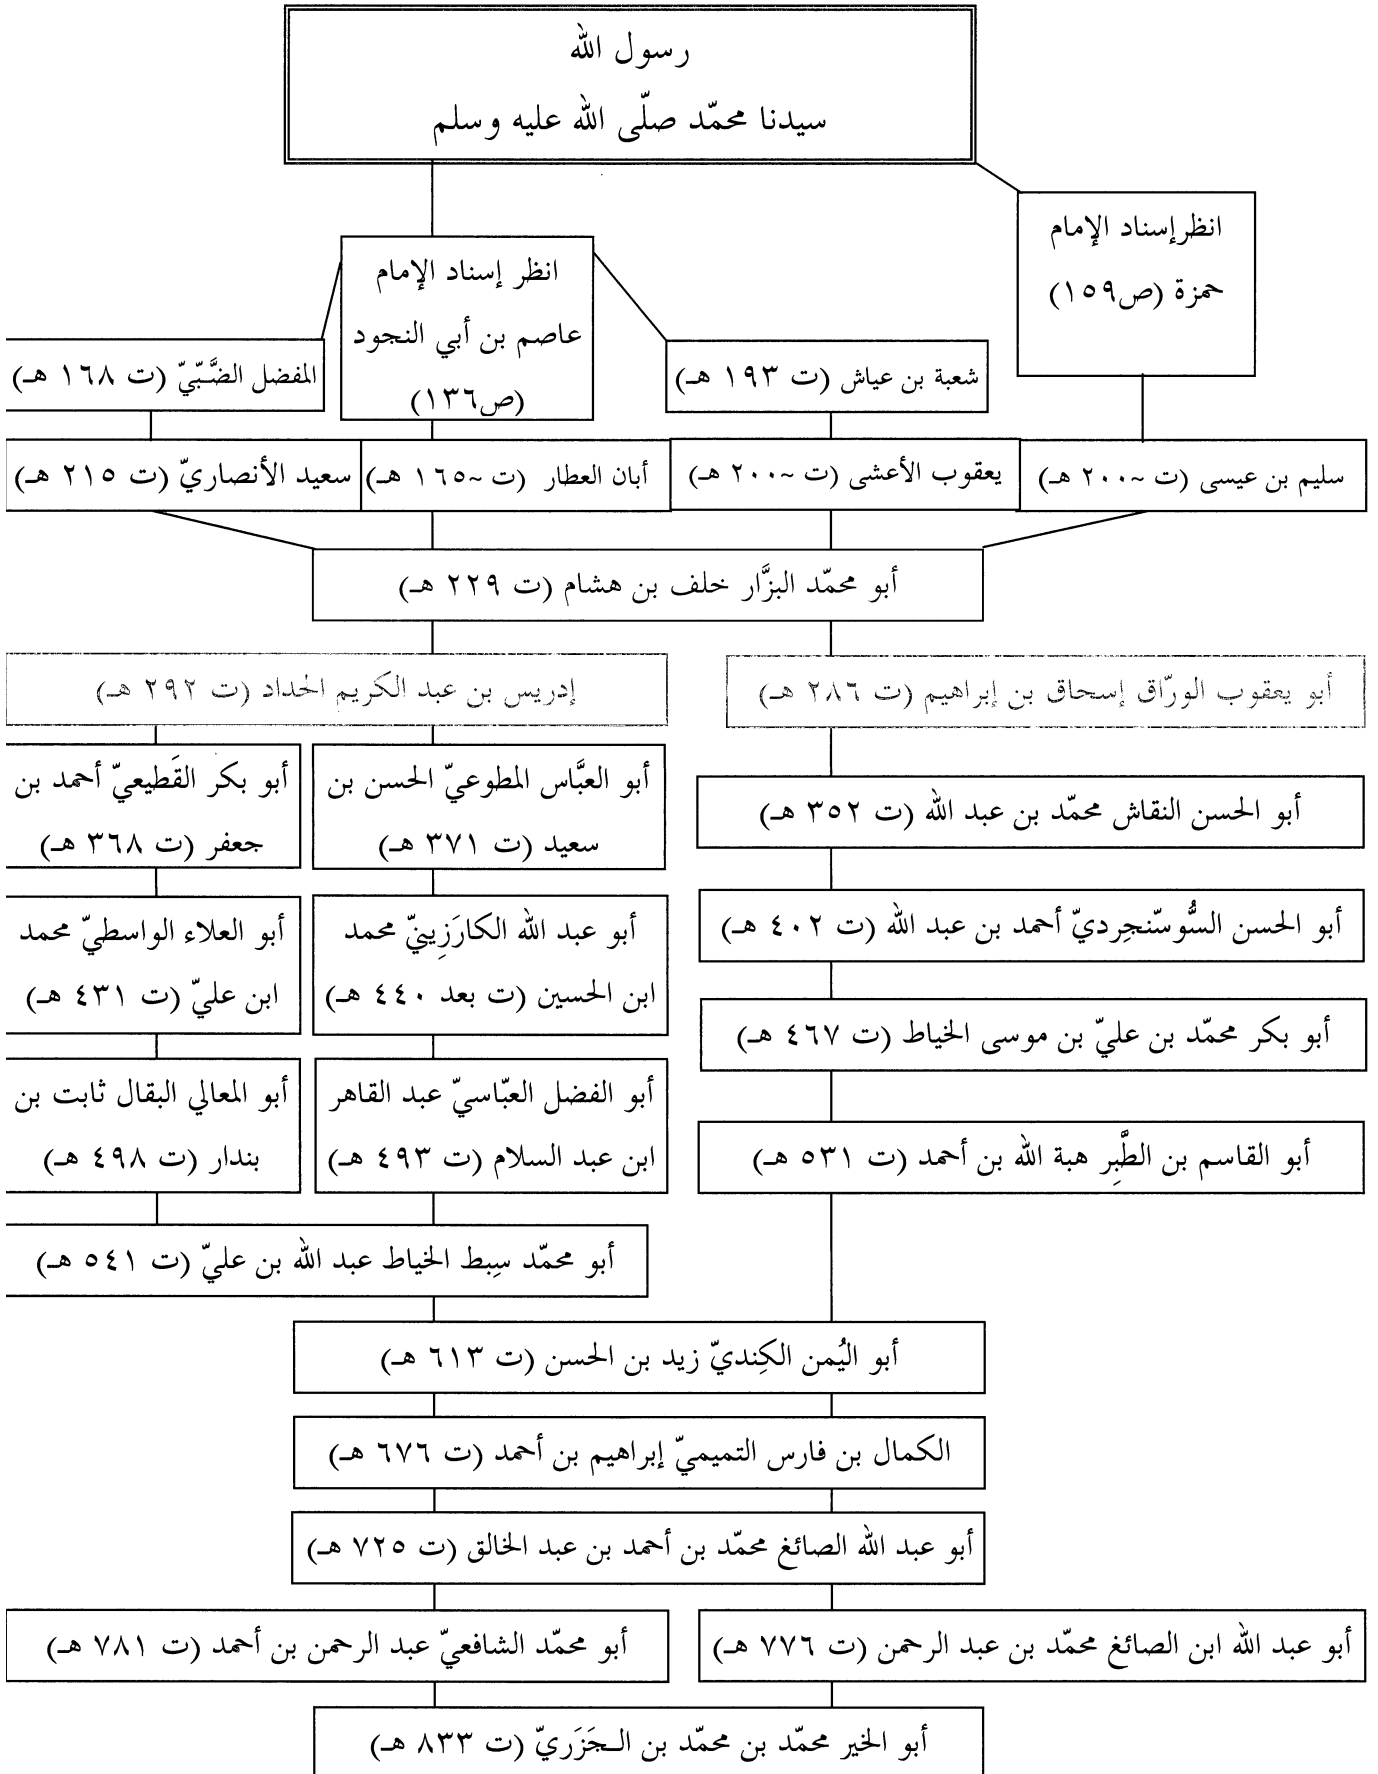 رسول الله
سيدنا محمّد صلّى الله عليه وسلم
انظر إسناد الإمام
حمزة (ص١٥٩)
انظر إسناد الإمام
عاصم بن أبي النجود
(ص١٣٦)
شعبة بن عياش (ت ١٩٣ هـ)
المفضل الضَّبّيّ (ت ١٦٨ هـ)
سليم بن عيسى (ت ~٢٠٠ هـ)
يعقوب الأعشى (ت ~٢٠٠ هـ)
أبان العطار (ت ~١٦٥ هـ)
سعيد الأنصاريّ (ت ٢١٥ هـ)
أبو محمّد البزَّار خلف بن هشام (ت ٢٢٩ هـ)
أبو يعقوب الورّاق إسحاق بن إبراهيم (ت ٢٨٦ هـ)
إدريس بن عبد الكريم الحداد (ت ٢٩٢ هـ)
أبو الحسن النقاش محمّد بن عبد الله (ت ٣٥٢ هـ)
أبو العبَّاس المطوعيّ الحسن بن
سعيد (ت ٣٧١ هـ)
أبو بكر القَطيعيّ أحمد بن
جعفر (ت ٣٦٨ هـ)
أبو الحسن السُّوسّنجِرديّ أحمد بن عبد الله (ت ٤٠٢ هـ)
أبو عبد الله الكارَزِينيّ محمد
ابن الحسين (ت بعد ٤٤٠ هـ)
أبو العلاء الواسطيّ محمد
ابن عليّ (ت ٤٣١ هـ)
أبو بكر محمّد بن عليّ بن موسى الخياط (ت ٤٦٧ هـ)
أبو الفضل العبّاسيّ عبد القاهر
ابن عبد السلام (ت ٤٩٣ هـ)
أبو المعالي البقال ثابت بن
بندار (ت ٤٩٨ هـ)
أبو القاسم بن الطَّبِر هبة الله بن أحمد (ت ٥٣١ هـ)
أبو محمّد سِبط الخياط عبد الله بن عليّ (ت ٥٤١ هـ)
أبو اليُمن الكِنديّ زيد بن الحسن (ت ٦١٣ هـ)
الكمال بن فارس التميميّ إبراهيم بن أحمد (ت ٦٧٦ هـ)
أبو عبد الله الصائغ محمّد بن أحمد بن عبد الخالق (ت ٧٢٥ هـ)
أبو عبد الله ابن الصائغ محمّد بن عبد الرحمن (ت ٧٧٦ هـ)
أبو محمّد الشافعيّ عبد الرحمن بن أحمد (ت ٧٨١ هـ)
أبو الخير محمّد بن محمّد بن الـجَزَريّ (ت ٨٣٣ هـ)